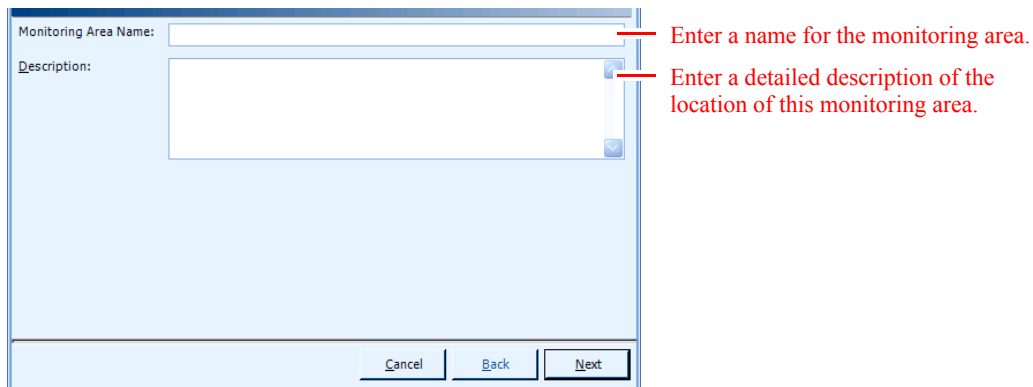 Monitoring Area Name:
Enter a name for the monitoring area.
Description:
Enter a detailed description of the
location of this monitoring area.
Cancel
Back
Next